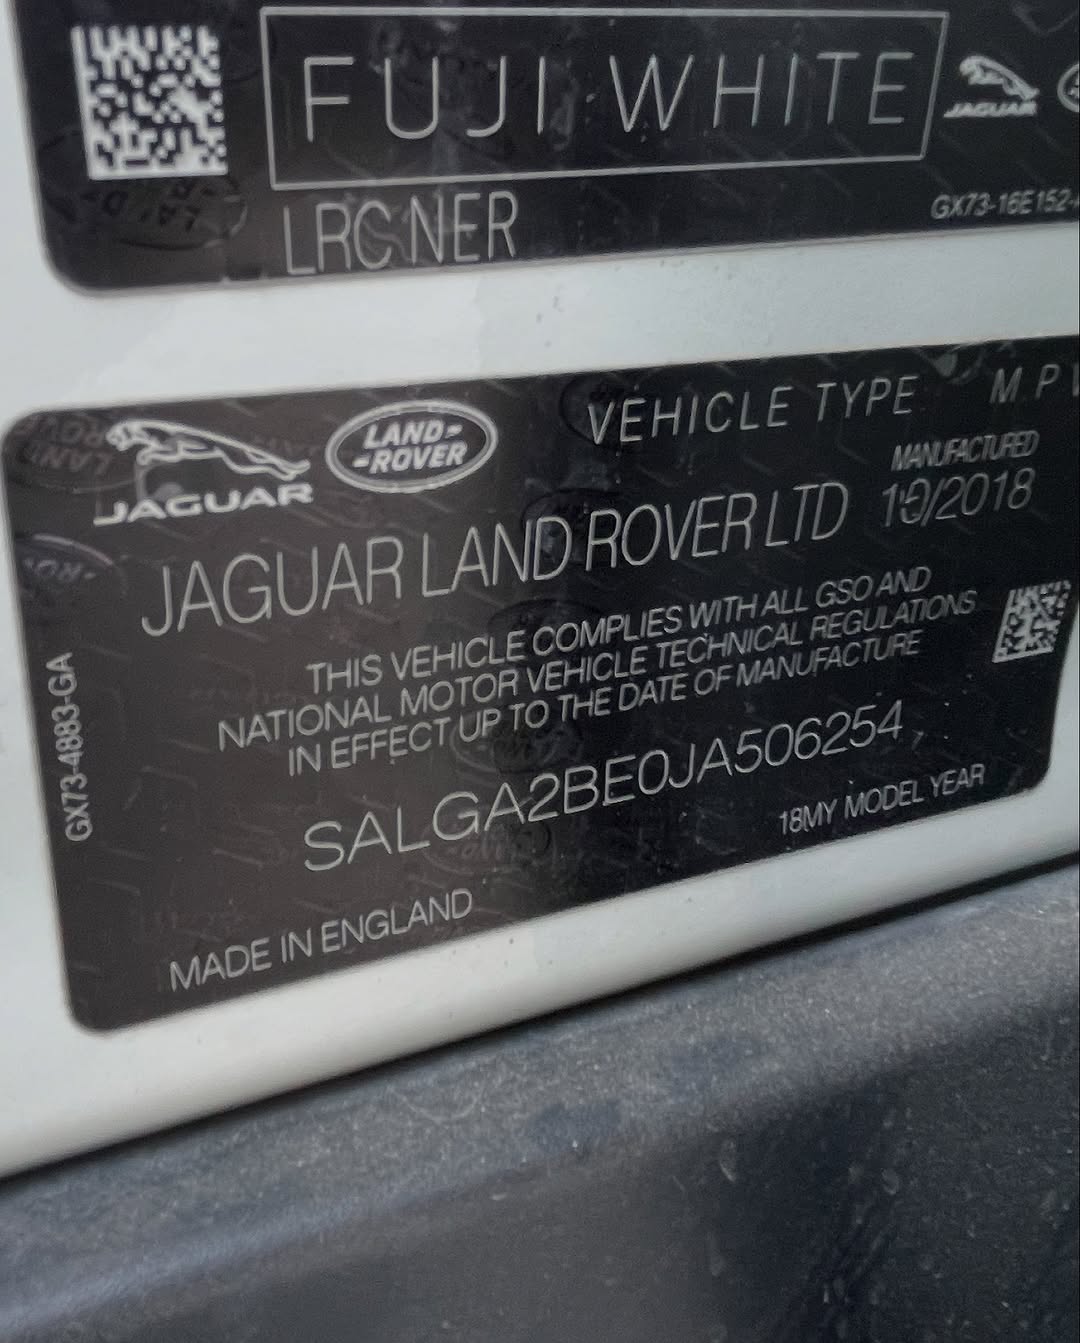 FUJI WHITE
JAGUAR
LRC NER
GX73-16E152-
LAND-
-ROVER
JAGUAR
VEHICLE TYPE
MANUFACTURED
JAGUAR LAND ROVER LTD 10/2018
THIS VEHICLE COMPLIES WITH ALL GSO AND
NATIONAL MOTOR VEHICLE TECHNICAL REGULATIONS
IN EFFECT UP TO THE DATE OF MANUFACTURE
GX73-4883-GA
SALGA2BE0JA506254
18MY MODEL YEAR
MADE IN ENGLAND